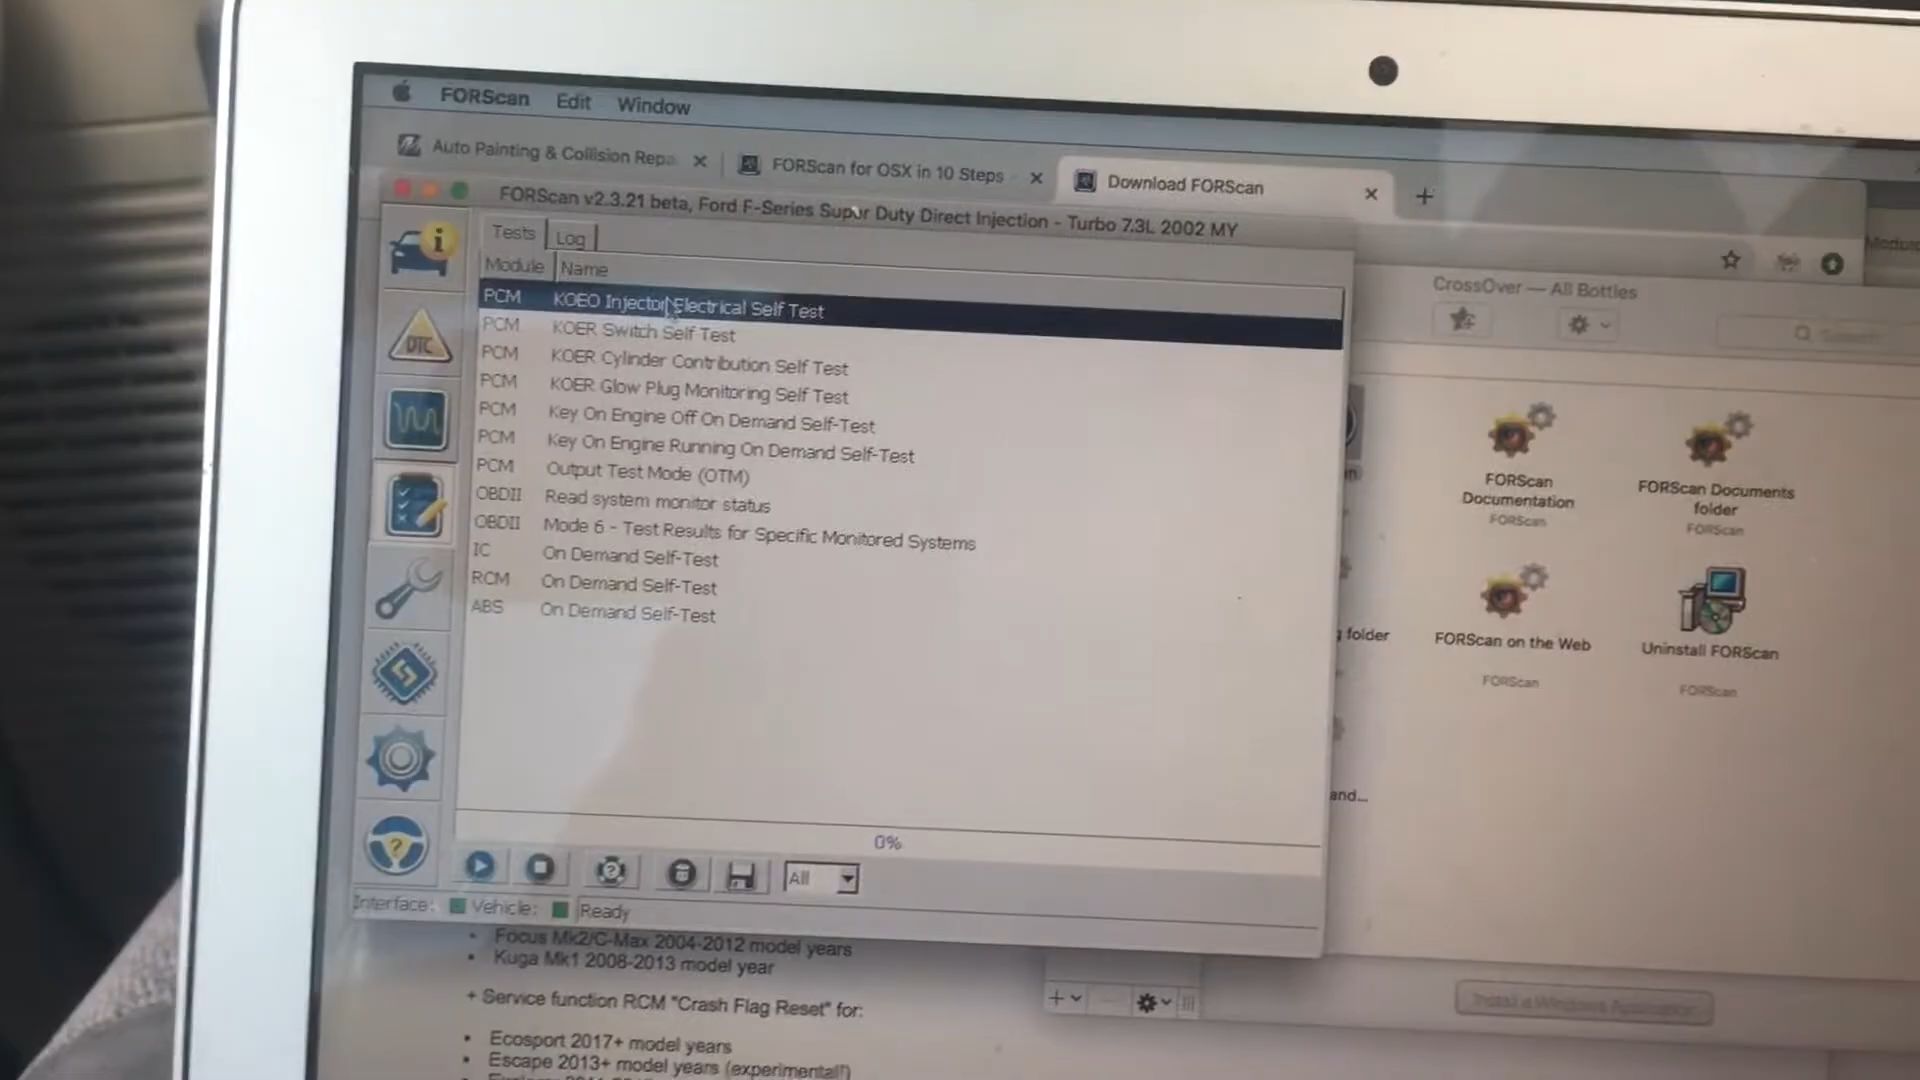 FORScan Edit Window
Auto Painting & Collision Repa
FORScan for OSX in 10 Steps
Download FORScan
FORScan v2.3.21 beta, Ford F-Series Super Duty Direct Injection - Turbo 7.3L 2002 MY
Tests Log
Module Name
PCM KOEO Injector Electrical Self Test
PCM KOER Switch Self Test
PCM KOER Cylinder Contribution Self Test
PCM KOER Glow Plug Monitoring Self Test
PCM Key On Engine Off On Demand Self-Test
PCM Key On Engine Running On Demand Self-Test
PCM Output Test Mode (OTM)
OBDII Read system monitor status
OBDII Mode 6 - Test Results for Specific Monitored Systems
IC On Demand Self-Test
RCM On Demand Self-Test
ABS On Demand Self-Test
DTC
0%
All
Interface: Vehicle: Ready
CrossOver — All Bottles
FORScan
Documentation
FORScan
FORScan Documents
folder
FORScan
folder
FORScan on the Web
FORScan
Uninstall FORScan
FORScan
and...
Install a Windows Application
• Focus Mk2/C-Max 2004-2012 model years
• Kuga Mk1 2008-2013 model year
+ Service function RCM "Crash Flag Reset" for:
• Ecosport 2017+ model years
• Escape 2013+ model years (experimental!)